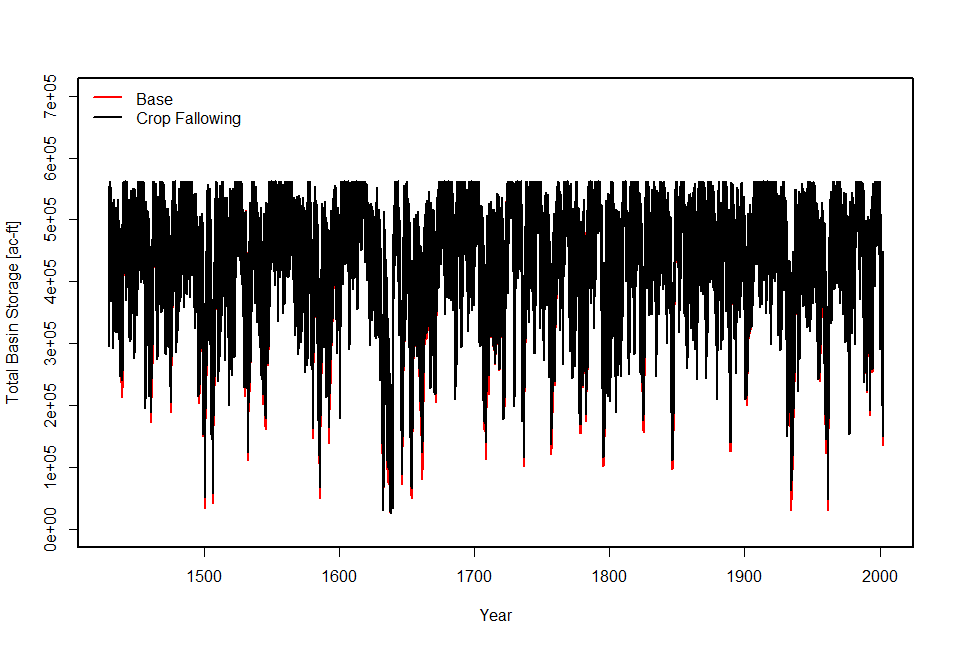 Base
Crop Fallowing
Total Basin Storage [ac-ft]
7e+05
6e+05
5e+05
4e+05
3e+05
2e+05
1e+05
0e+00
1500 1600 1700 1800 1900 2000
Year